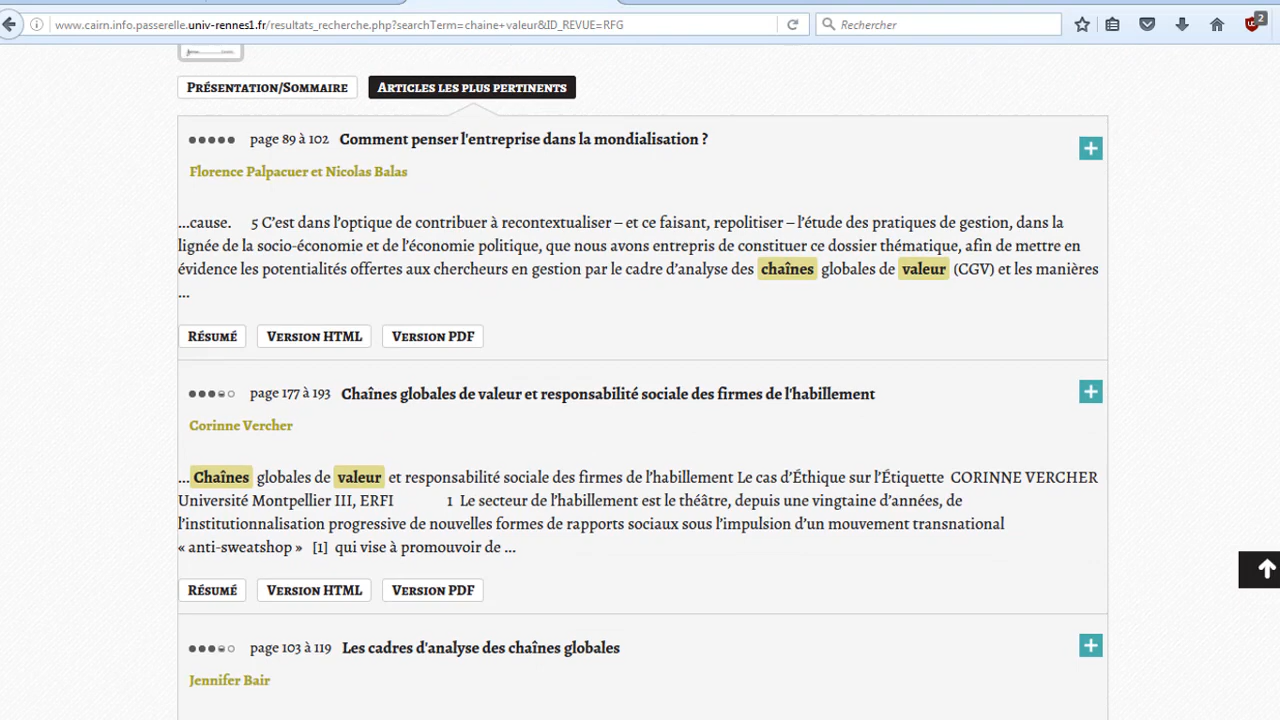 www.cairn.info.passerelle.univ-rennes1.fr/resultats_recherche.php?searchTerm=chaine+valeur&ID_REVUE=RFG
Rechercher
2
Présentation/Sommaire
Articles les plus pertinents
page 89 à 102 Comment penser l'entreprise dans la mondialisation ?
Florence Palpacuer et Nicolas Balas
...cause. 5 C'est dans l'optique de contribuer à recontextualiser – et ce faisant, repolitiser – l'étude des pratiques de gestion, dans la
lignée de la socio-économie et de l'économie politique, que nous avons entrepris de constituer ce dossier thématique, afin de mettre en
évidence les potentialités offertes aux chercheurs en gestion par le cadre d'analyse des chaînes globales de valeur (CGV) et les manières
...
Résumé
Version HTML
Version PDF
page 177 à 193 Chaînes globales de valeur et responsabilité sociale des firmes de l'habillement
Corinne Vercher
...Chaînes globales de valeur et responsabilité sociale des firmes de l'habillement Le cas d'Éthique sur l'Étiquette CORINNE VERCHER
Université Montpellier III, ERFI 1 Le secteur de l'habillement est le théâtre, depuis une vingtaine d'années, de
l'institutionnalisation progressive de nouvelles formes de rapports sociaux sous l'impulsion d'un mouvement transnational
« anti-sweatshop » [1] qui vise à promouvoir de ...
Résumé
Version HTML
Version PDF
page 103 à 119 Les cadres d'analyse des chaînes globales
Jennifer Bair